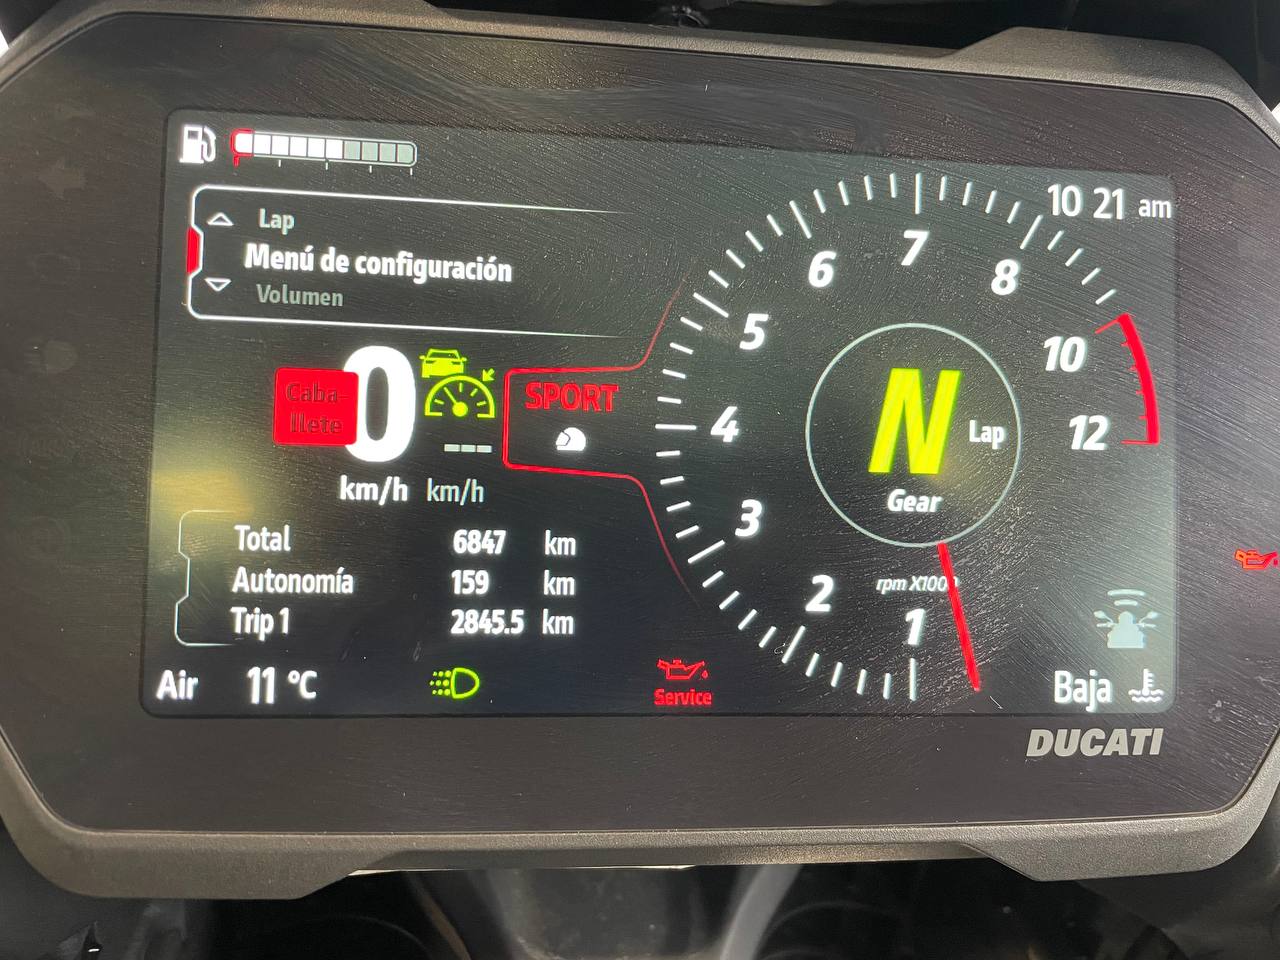 10 21 am
Lap
Menú de configuración
Volumen
Caba-
llete
0
km/h
---
km/h
SPORT
1
2
3
4
5
6
7
8
10
12
rpm X100
N
Lap
Gear
Total 6847 km
Autonomía 159 km
Trip 1 2845.5 km
Air 11 °C
Service
Baja
DUCATI